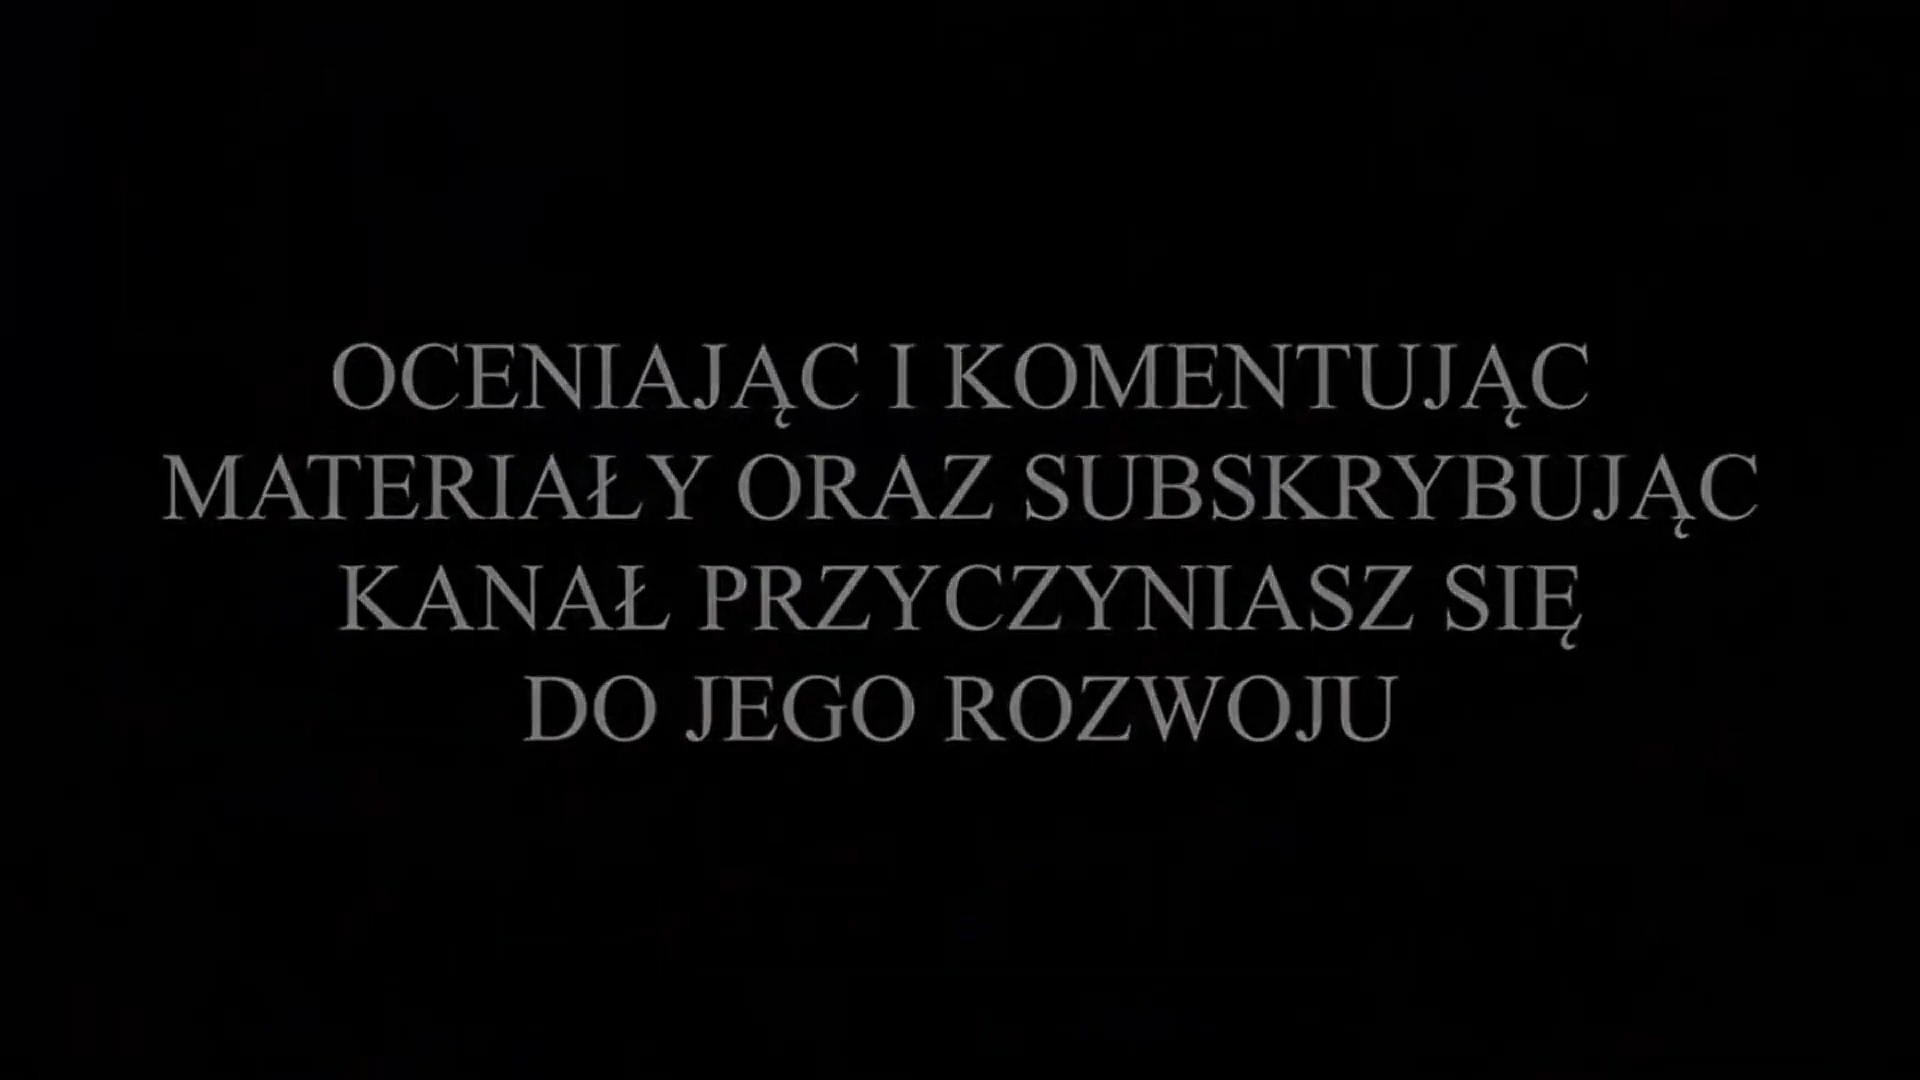 OCENIAJĄC I KOMENTUJĄC
MATERIAŁY ORAZ SUBSKRYBUJĄC
KANAŁ PRZYCZYNIASZ SIĘ
DO JEGO ROZWOJU